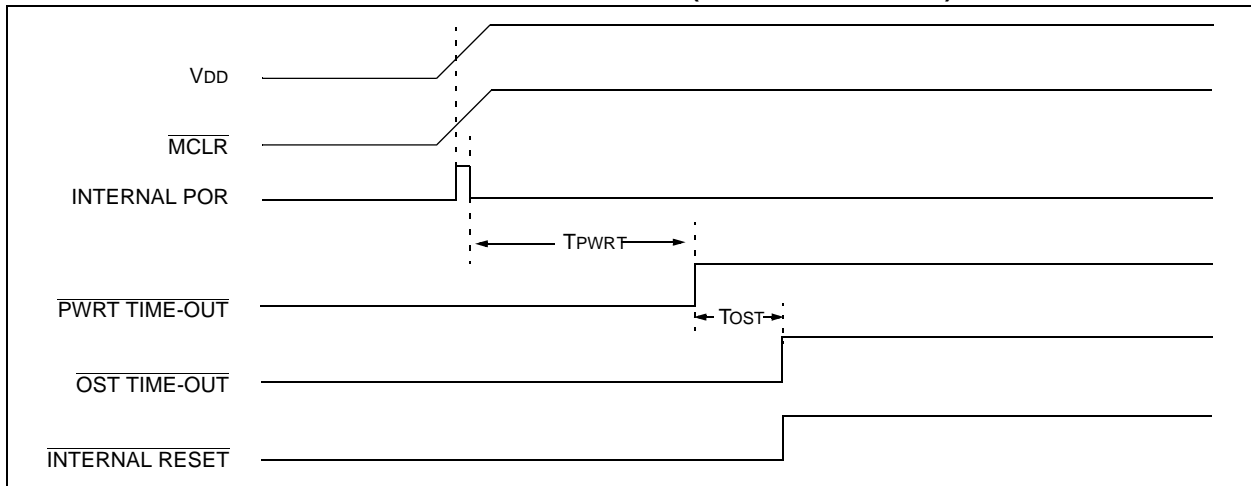 VDD
MCLR
INTERNAL POR
TPWRT
PWRT TIME-OUT
TOST
OST TIME-OUT
INTERNAL RESET